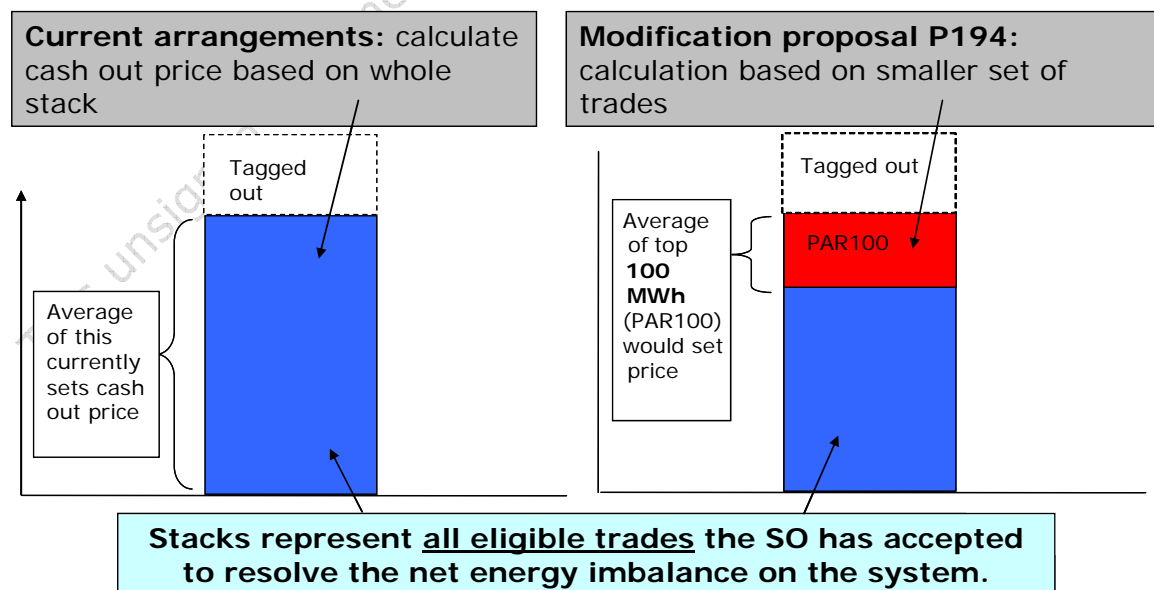 Current arrangements: calculate
cash out price based on whole
stack
Modification proposal P194:
calculation based on smaller set of
trades
Tagged
out
Average
of this
currently
sets cash
out price
Tagged out
PAR100
Average
of top
100
MWh
(PAR100)
would set
price
Stacks represent all eligible trades the SO has accepted
to resolve the net energy imbalance on the system.
unsign